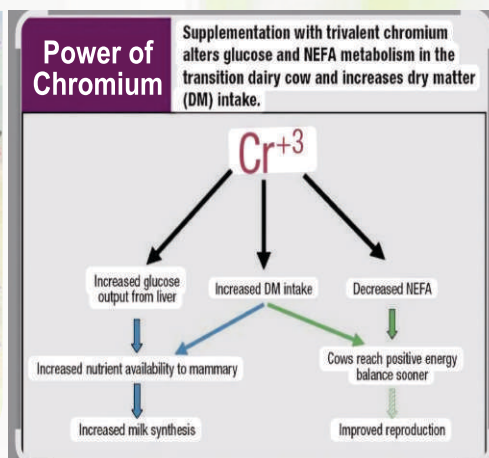 Power of
Chromium
Supplementation with trivalent chromium
alters glucose and NEFA metabolism in the
transition dairy cow and increases dry matter
(DM) intake.
Cr+3
Increased glucose
output from liver
Increased DM intake
Decreased NEFA
Increased nutrient availability to mammary
Cows reach positive energy
balance sooner
Increased milk synthesis
Improved reproduction